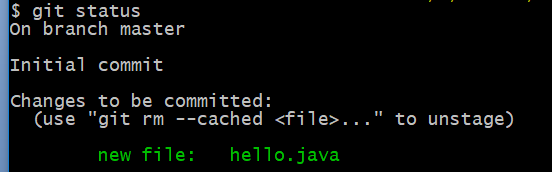 $ git status
On branch master
Initial commit
Changes to be committed:
(use "git rm --cached <file>..." to unstage)
new file: hello.java